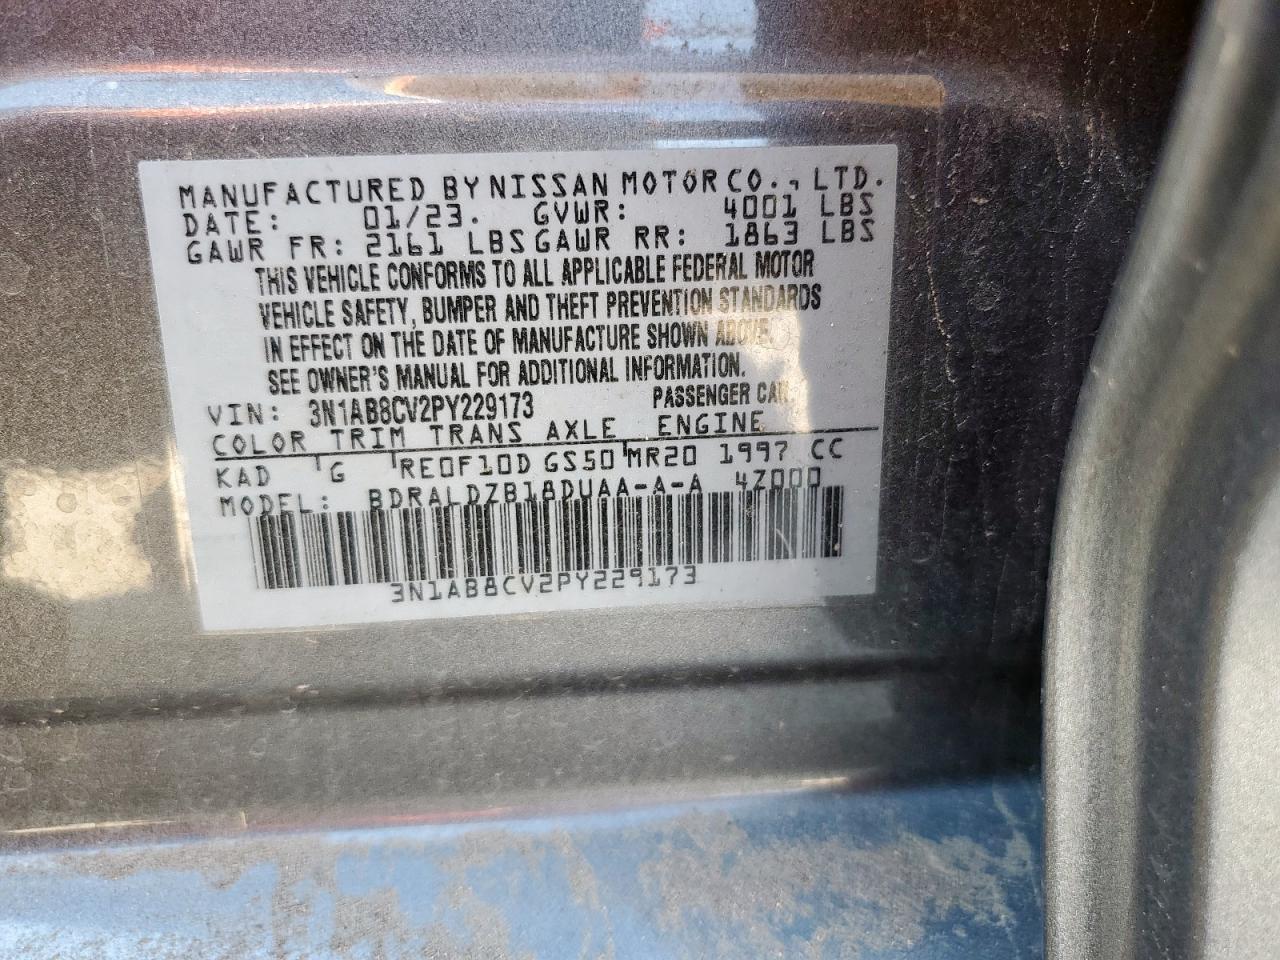 MANUFACTURED BY NISSAN MOTOR CO., LTD.
DATE: 01/23. GVWR: 4001 LBS
GAWR FR: 2161 LBS GAWR RR: 1863 LBS
THIS VEHICLE CONFORMS TO ALL APPLICABLE FEDERAL MOTOR
VEHICLE SAFETY, BUMPER AND THEFT PREVENTION STANDARDS
IN EFFECT ON THE DATE OF MANUFACTURE SHOWN ABOVE.
SEE OWNER'S MANUAL FOR ADDITIONAL INFORMATION.
VIN: 3N1AB8CV2PY229173 PASSENGER CAR
COLOR TRIM TRANS AXLE ENGINE
KAD G RE0F10D GS50 MR20 1997 CC
MODEL: BDRALDZB18DUAA-A-A 4Z000
3N1AB8CV2PY229173